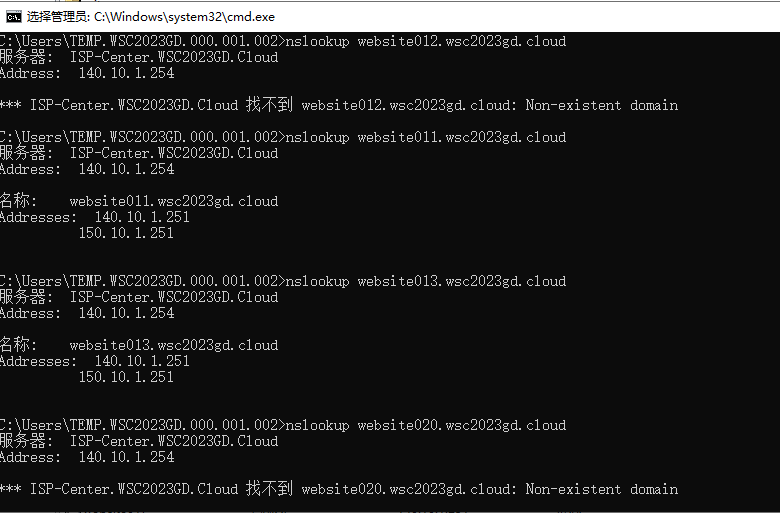 选择管理员: C:\Windows\system32\cmd.exe
C:\Users\TEMP.WSC2023GD.000.001.002>nslookup website012.wsc2023gd.cloud
服务器:  ISP-Center.WSC2023GD.Cloud
Address:  140.10.1.254
*** ISP-Center.WSC2023GD.Cloud 找不到 website012.wsc2023gd.cloud: Non-existent domain
C:\Users\TEMP.WSC2023GD.000.001.002>nslookup website011.wsc2023gd.cloud
服务器:  ISP-Center.WSC2023GD.Cloud
Address:  140.10.1.254
名称:    website011.wsc2023gd.cloud
Addresses:  140.10.1.251
150.10.1.251
C:\Users\TEMP.WSC2023GD.000.001.002>nslookup website013.wsc2023gd.cloud
服务器:  ISP-Center.WSC2023GD.Cloud
Address:  140.10.1.254
名称:    website013.wsc2023gd.cloud
Addresses:  140.10.1.251
150.10.1.251
C:\Users\TEMP.WSC2023GD.000.001.002>nslookup website020.wsc2023gd.cloud
服务器:  ISP-Center.WSC2023GD.Cloud
Address:  140.10.1.254
*** ISP-Center.WSC2023GD.Cloud 找不到 website020.wsc2023gd.cloud: Non-existent domain